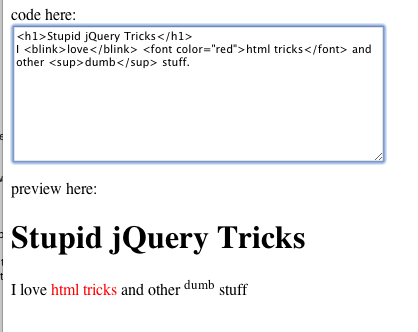 code here:
<h1>Stupid jQuery Tricks</h1>
I <blink>love</blink> <font color="red">html tricks</font> and
other <sup>dumb</sup> stuff.
preview here:
Stupid jQuery Tricks
I love html tricks and other dumb stuff